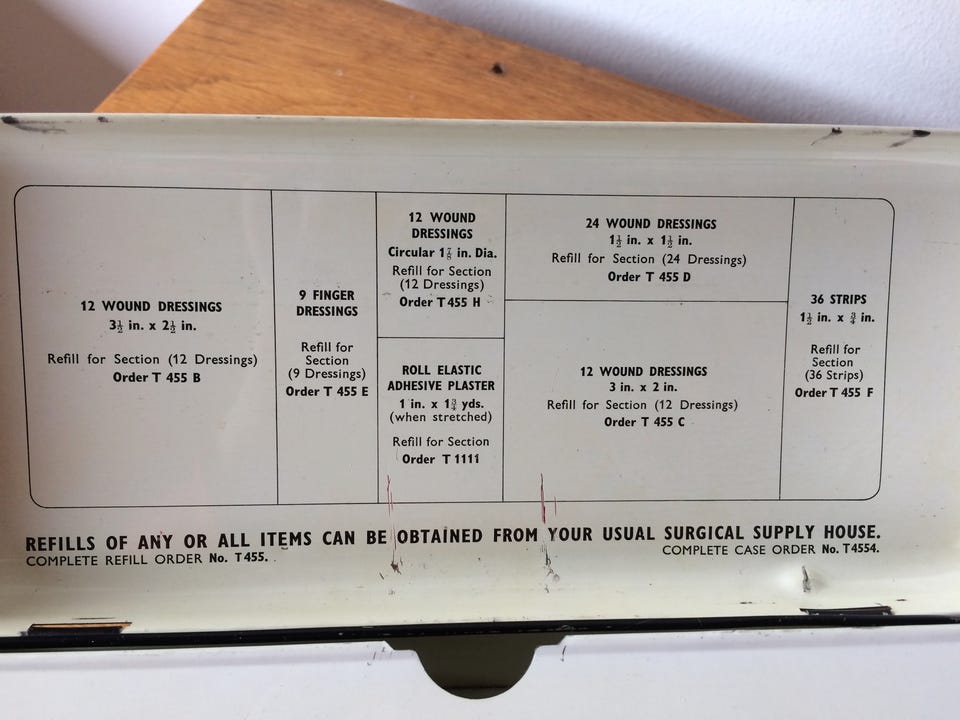 12 WOUND DRESSINGS
3½ in. x 2½ in.
Refill for Section (12 Dressings)
Order T 455 B
9 FINGER
DRESSINGS
Refill for
Section
(9 Dressings)
Order T 455 E
12 WOUND
DRESSINGS
Circular 1⅞ in. Dia.
Refill for Section
(12 Dressings)
Order T 455 H
ROLL ELASTIC
ADHESIVE PLASTER
1 in. x 1¾ yds.
(when stretched)
Refill for Section
Order T 1111
24 WOUND DRESSINGS
1½ in. x 1½ in.
Refill for Section (24 Dressings)
Order T 455 D
12 WOUND DRESSINGS
3 in. x 2 in.
Refill for Section (12 Dressings)
Order T 455 C
36 STRIPS
1½ in. x ¾ in.
Refill for
Section
(36 Strips)
Order T 455 F
REFILLS OF ANY OR ALL ITEMS CAN BE OBTAINED FROM YOUR USUAL SURGICAL SUPPLY HOUSE.
COMPLETE REFILL ORDER No. T455.
COMPLETE CASE ORDER No. T4554.